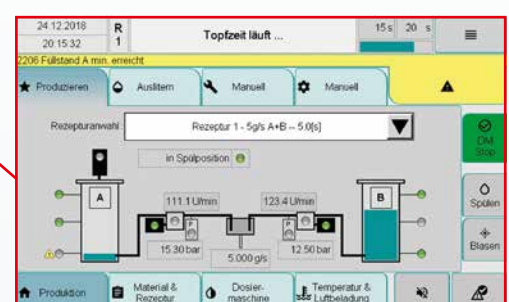 24.12.2018
20:15:32
R
1
Topfzeit läuft ...
15 s 20 s
2206 Füllstand A min. erreicht
Produzieren
Auslitern
Manuell
Manuell
Rezepturanwahl:
Rezeptur 1 - 5g/s A+B -- 5.0[s]
DM
Stop
in Spülposition
A
111.1 U/min
123.4 U/min
B
Spülen
P
P
15.30 bar
5.000 g/s
12.50 bar
Blasen
Produktion
Material &
Rezeptur
Dosier-
maschine
Temperatur &
Luftbeladung